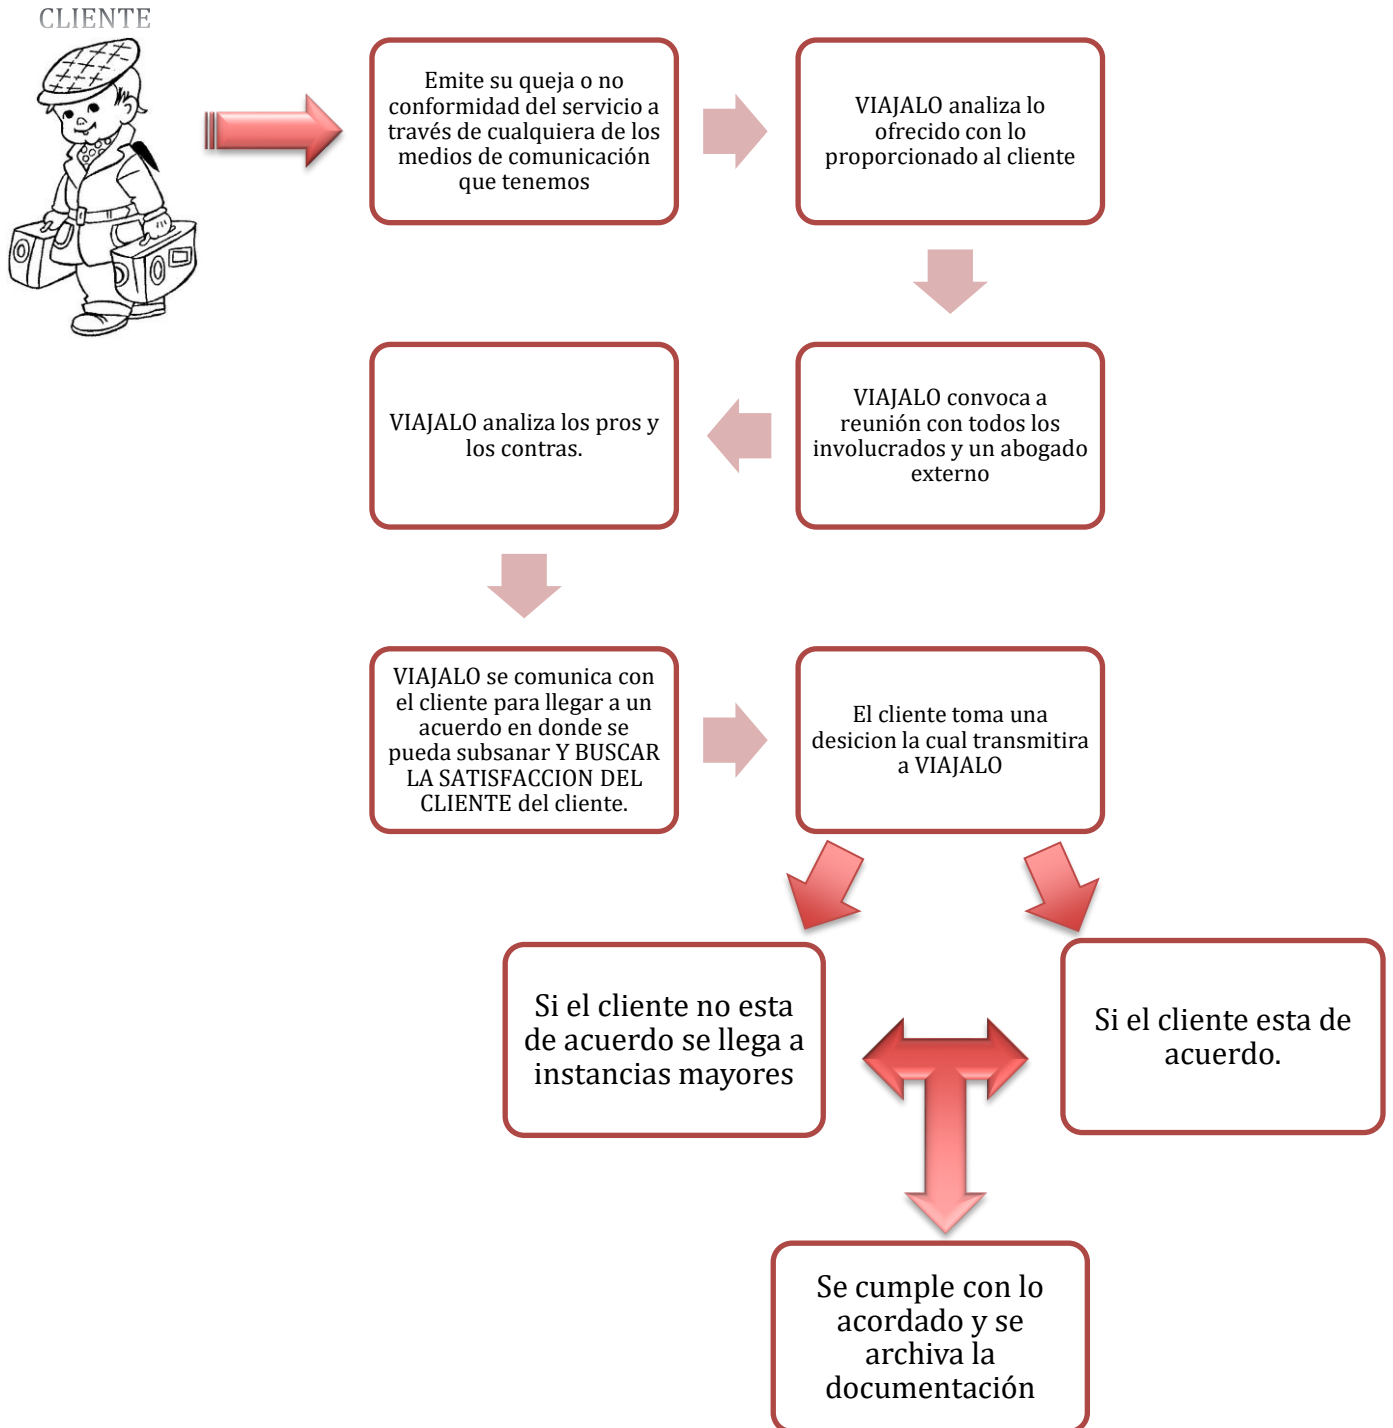 CLIENTE
Emite su queja o no
conformidad del servicio a
través de cualquiera de los
medios de comunicación
que tenemos
VIAJALO analiza lo
ofrecido con lo
proporcionado al cliente
VIAJALO convoca a
reunión con todos los
involucrados y un abogado
externo
VIAJALO analiza los pros y
los contras.
VIAJALO se comunica con
el cliente para llegar a un
acuerdo en donde se
pueda subsanar Y BUSCAR
LA SATISFACCION DEL
CLIENTE del cliente.
El cliente toma una
desicion la cual transmitira
a VIAJALO
Si el cliente no esta
de acuerdo se llega a
instancias mayores
Si el cliente esta de
acuerdo.
Se cumple con lo
acordado y se
archiva la
documentación